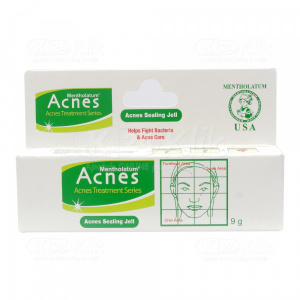 Mentholatum®
Acnes
Acnes Treatment Series
Acnes Sealing Jell
Helps Fight Bacteria
& Acne Care
MENTHOLATUM
USA
Mentholatum®
Acnes
Acnes Treatment Series
Acnes Sealing Jell
9 g